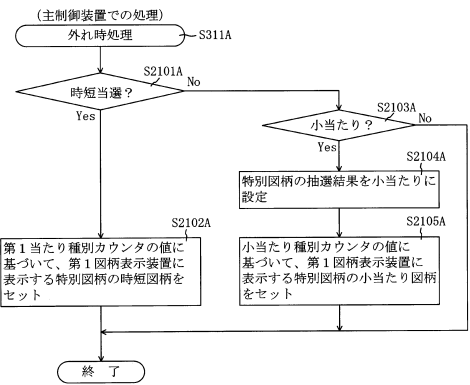 (主制御装置での処理)
外れ時処理
S311A
S2101A
時短当選？
No
Yes
S2103A
小当たり？
No
Yes
S2104A
特別図柄の抽選結果を小当たりに
設定
S2102A
第１当たり種別カウンタの値に
基づいて、第１図柄表示装置に
表示する特別図柄の時短図柄を
セット
S2105A
小当たり種別カウンタの値に
基づいて、第１図柄表示装置に
表示する特別図柄の小当たり図柄
をセット
終 了